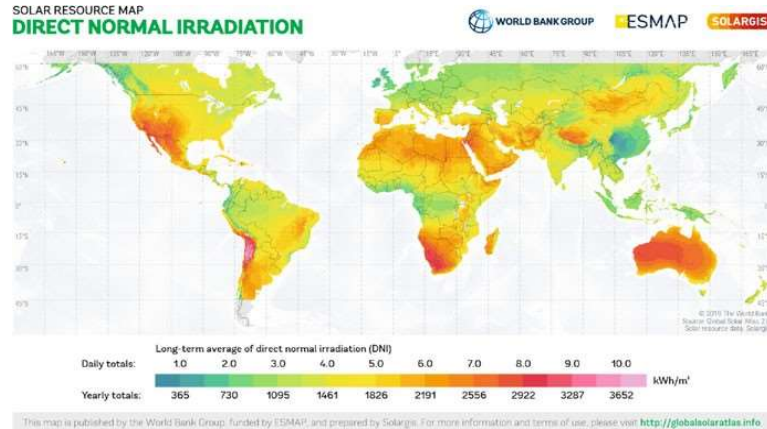 SOLAR RESOURCE MAP
DIRECT NORMAL IRRADIATION
WORLD BANK GROUP
ESMAP
SOLARGIS
Long-term average of direct normal irradiation (DNI)
Daily totals: 1.0 2.0 3.0 4.0 5.0 6.0 7.0 8.0 9.0 10.0
kWh/m²
Yearly totals: 365 730 1095 1461 1826 2191 2556 2922 3287 3652
This map is published by the World Bank Group, funded by ESMAP, and prepared by Solargis. For more information and terms of use, please visit http://globalsolaratlas.info